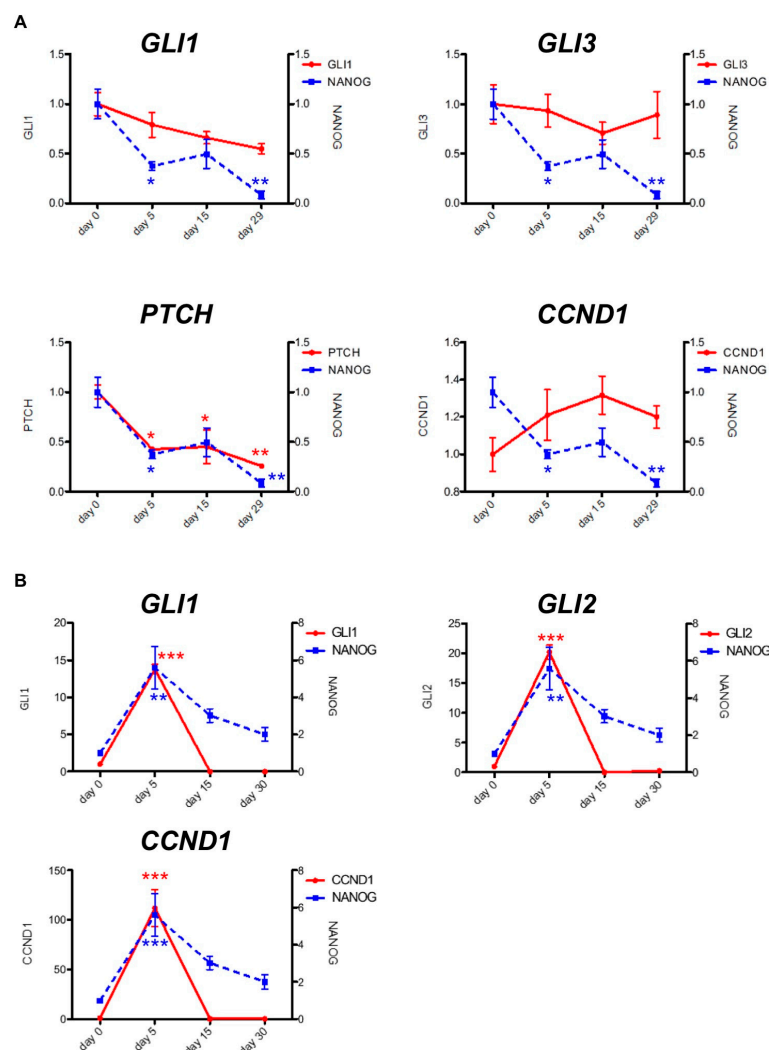 A
GLI1
GLI3
1.5
1.0
0.5
0.0
GLI1
1.5
1.0
0.5
0.0
NANOG
GLI1
NANOG
*
**
day 0
day 5
day 15
day 29
1.5
1.0
0.5
0.0
GLI3
1.5
1.0
0.5
0.0
NANOG
GLI3
NANOG
*
**
day 0
day 5
day 15
day 29
PTCH
CCND1
1.5
1.0
0.5
0.0
PTCH
1.5
1.0
0.5
0.0
NANOG
PTCH
NANOG
*
*
**
*
**
day 0
day 5
day 15
day 29
1.6
1.4
1.2
1.0
0.8
CCND1
1.5
1.0
0.5
0.0
NANOG
CCND1
NANOG
*
**
day 0
day 5
day 15
day 29
B
GLI1
GLI2
20
15
10
5
0
GLI1
8
6
4
2
0
NANOG
GLI1
NANOG
***
**
day 0
day 5
day 15
day 30
25
20
15
10
5
0
GLI2
8
6
4
2
0
NANOG
GLI2
NANOG
***
**
day 0
day 5
day 15
day 30
CCND1
150
100
50
0
CCND1
8
6
4
2
0
NANOG
CCND1
NANOG
***
***
day 0
day 5
day 15
day 30